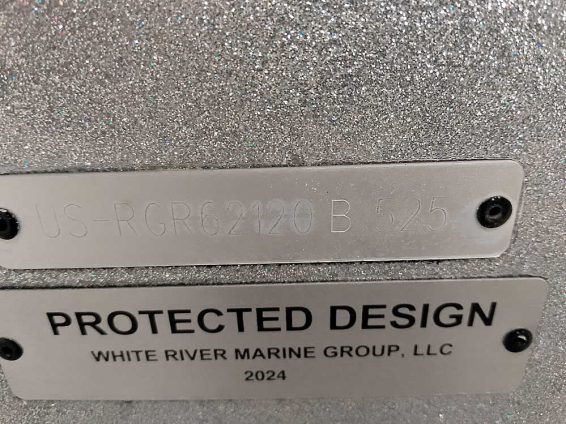 US-RGR62120 B 525
PROTECTED DESIGN
WHITE RIVER MARINE GROUP, LLC
2024